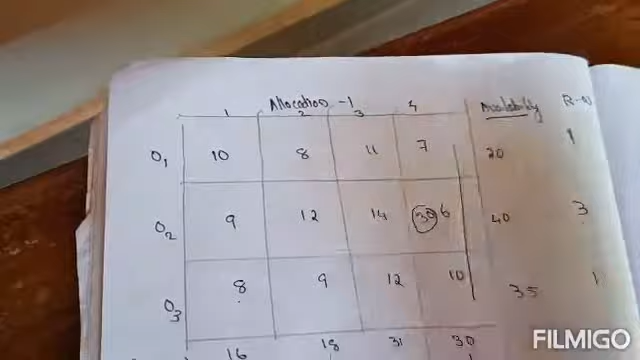 Allocation -1
1 2 3 4 Availability R-D
O1 10 8 11 7 20 1
O2 9 12 14 30 6 40 3
O3 8 9 12 10 35 1
16 18 31 30
FILMIGO